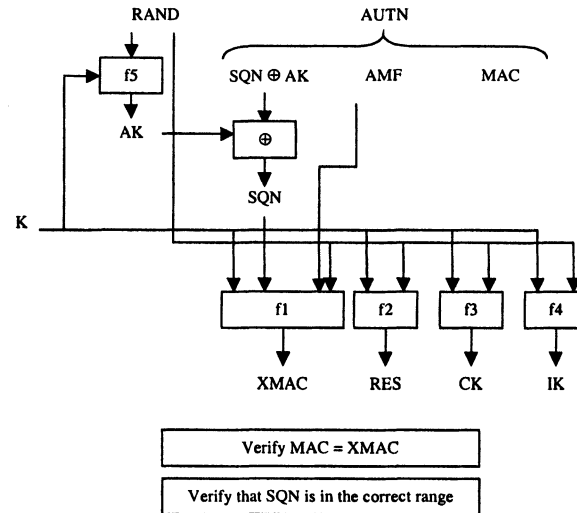 RAND AUTN
f5 SQN ⊕ AK AMF MAC
AK ⊕
SQN
K
f1 f2 f3 f4
XMAC RES CK IK
Verify MAC = XMAC
Verify that SQN is in the correct range